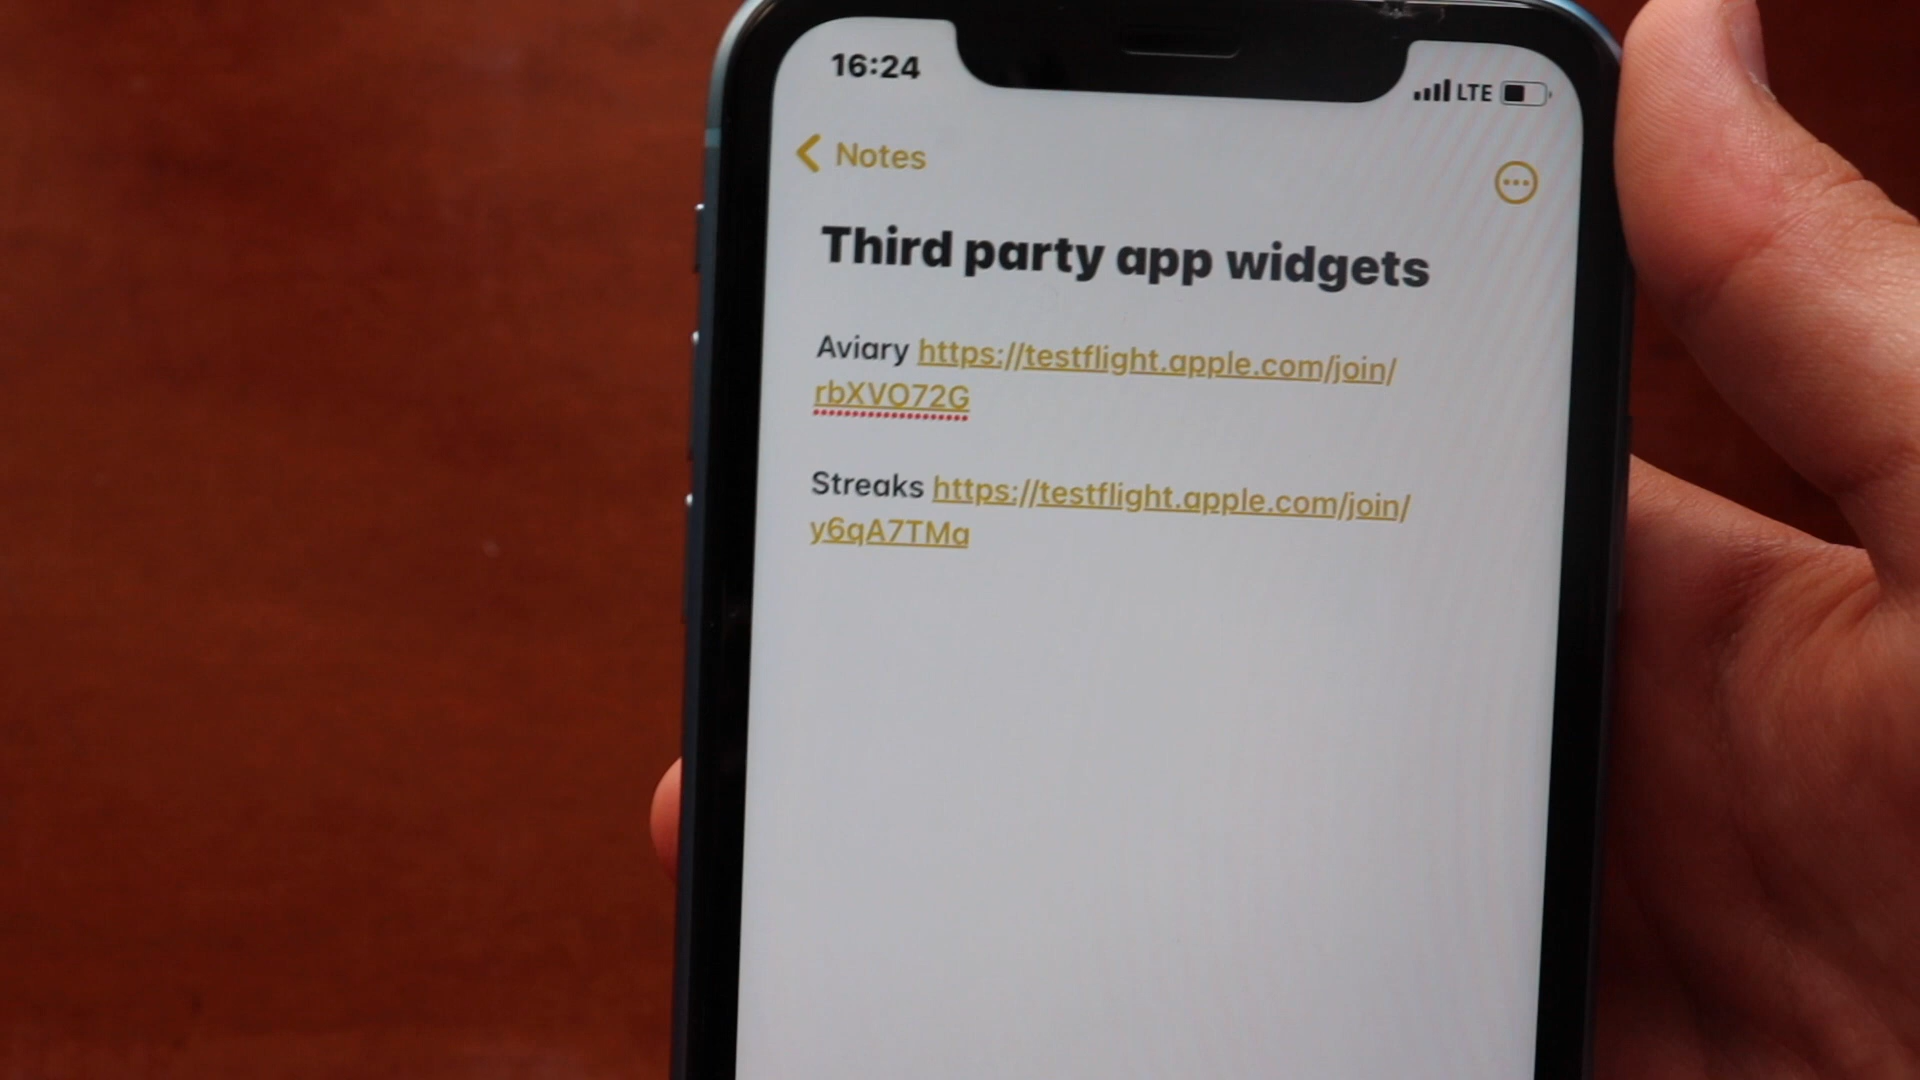 16:24
LTE
Notes
Third party app widgets
Aviary https://testflight.apple.com/join/
rbXVO72G
Streaks https://testflight.apple.com/join/
y6qA7TMa